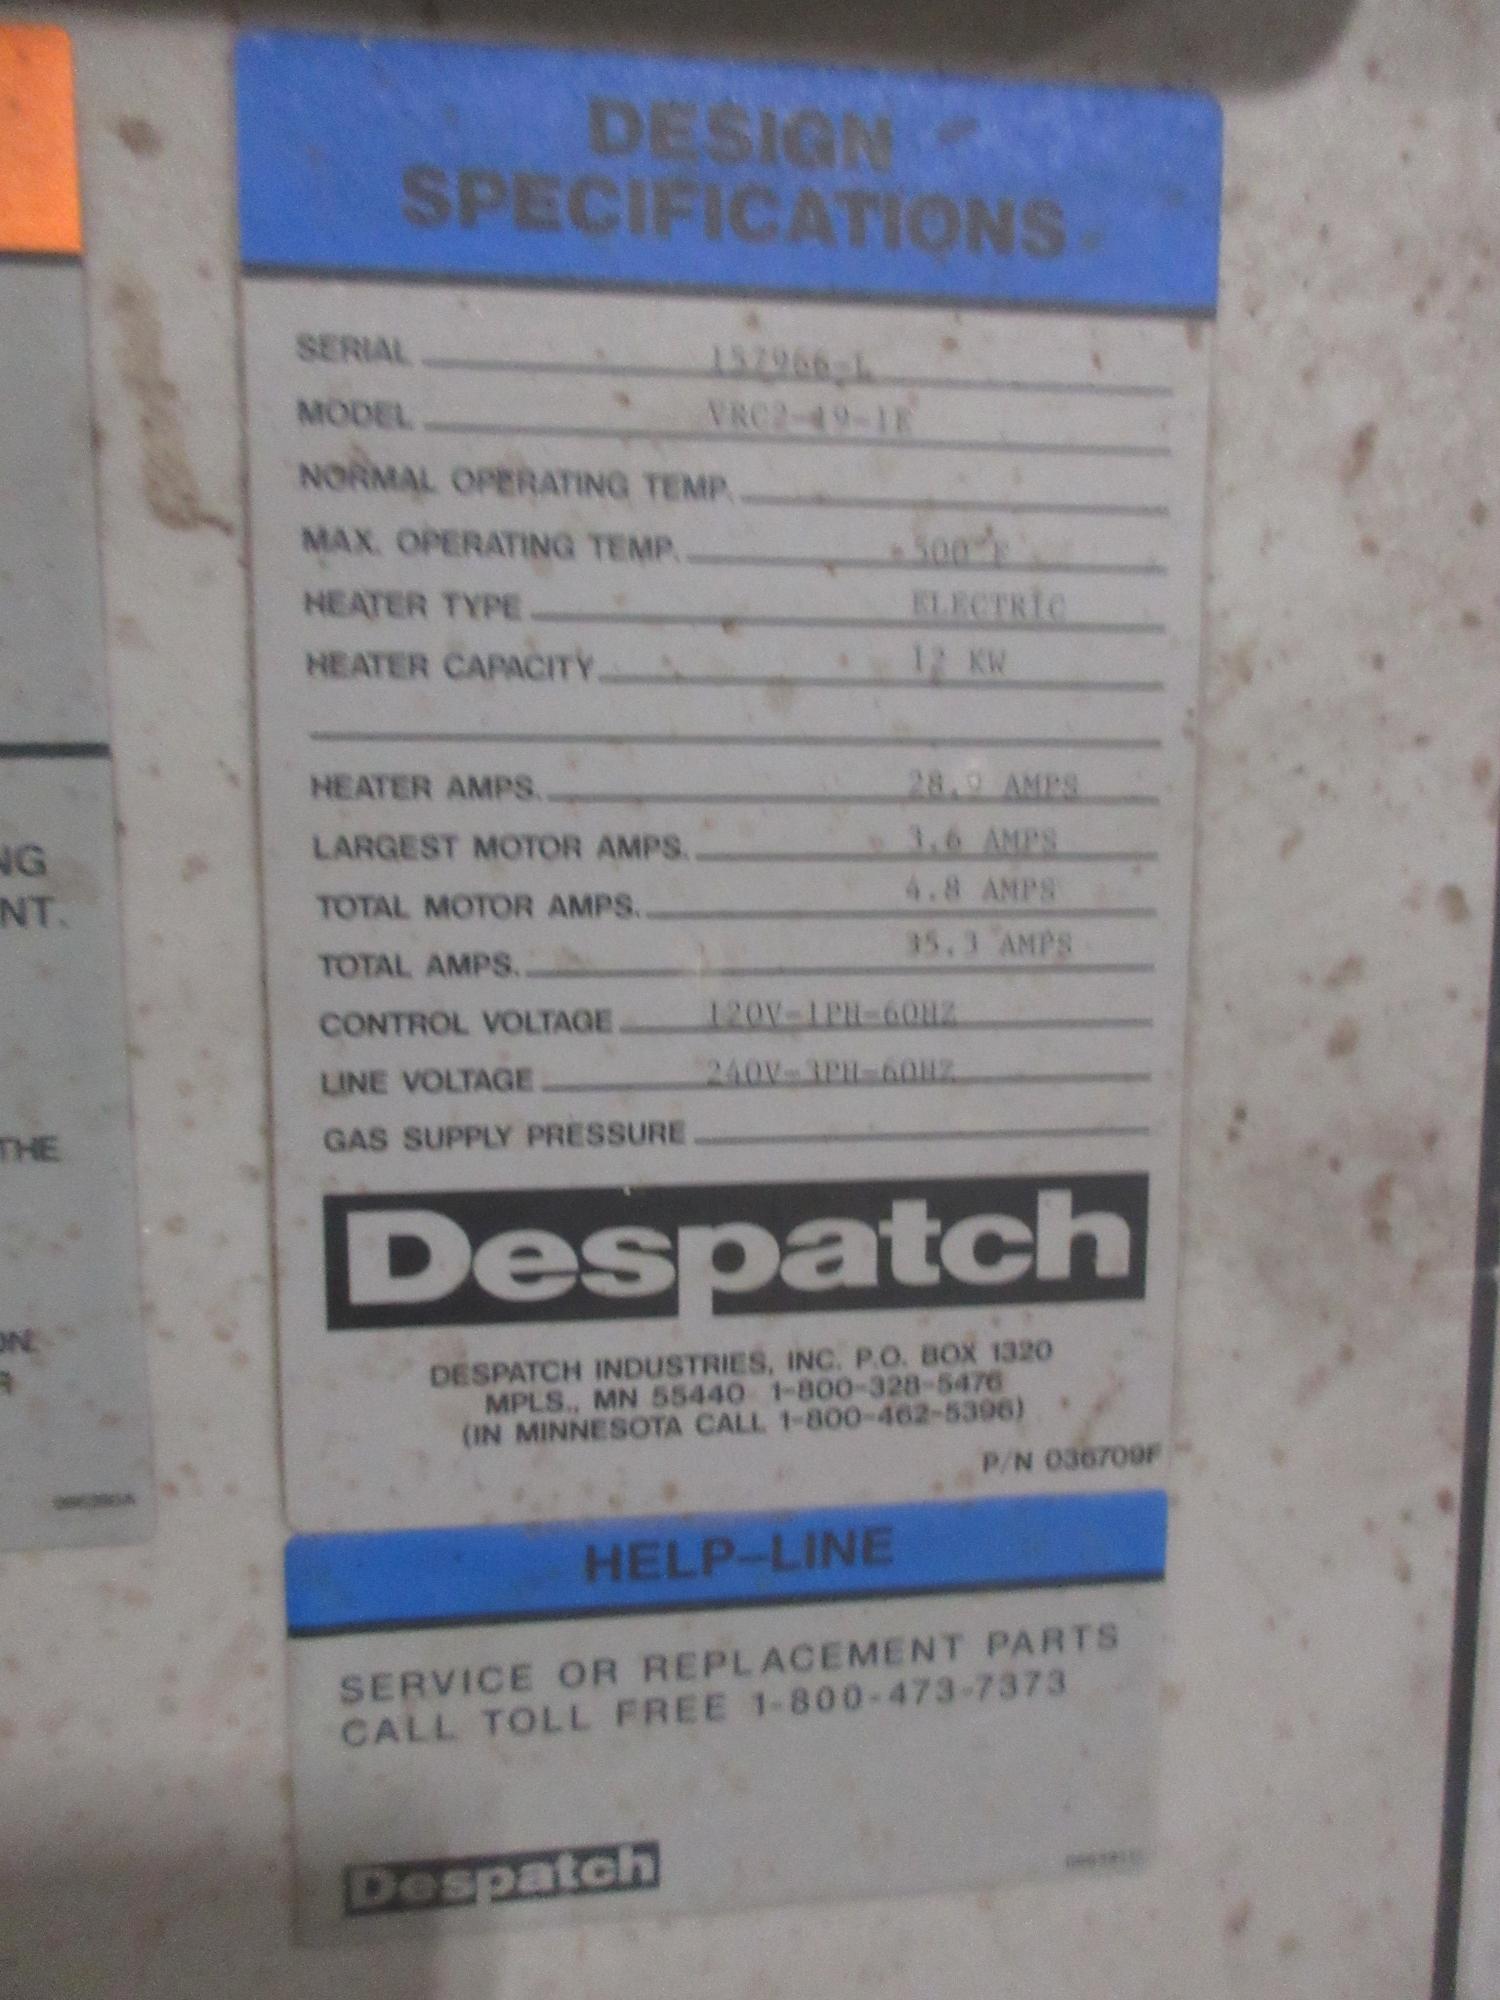 DESIGN
SPECIFICATIONS
SERIAL 157966-L
MODEL VRC2-19-1E
NORMAL OPERATING TEMP.
MAX. OPERATING TEMP. 500°F
HEATER TYPE ELECTRIC
HEATER CAPACITY 12 KW
HEATER AMPS. 28.9 AMPS
LARGEST MOTOR AMPS. 3.6 AMPS
TOTAL MOTOR AMPS. 4.8 AMPS
TOTAL AMPS. 35.3 AMPS
CONTROL VOLTAGE 120V-1PH-60HZ
LINE VOLTAGE 240V-3PH-60HZ
GAS SUPPLY PRESSURE
Despatch
DESPATCH INDUSTRIES, INC. P.O. BOX 1320
MPLS., MN 55440 1-800-328-5476
(IN MINNESOTA CALL 1-800-462-5396)
P/N 036709F
HELP-LINE
SERVICE OR REPLACEMENT PARTS
CALL TOLL FREE 1-800-473-7373
Despatch
NG
NT.
THE
ON.
R